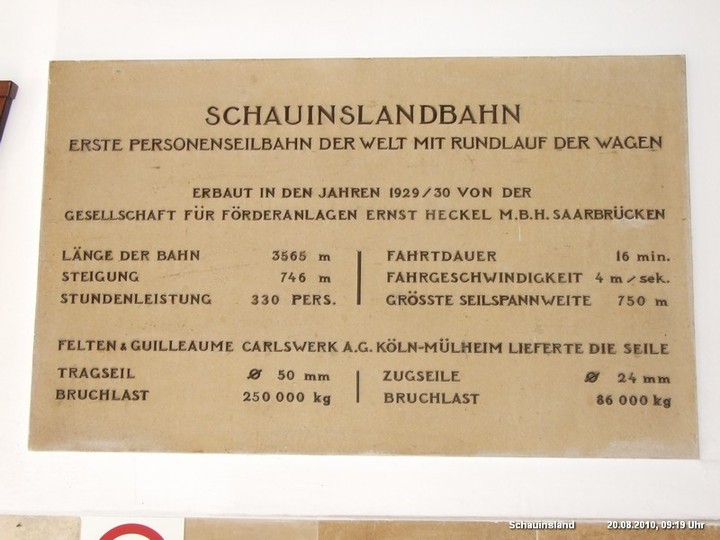 SCHAUINSLANDBAHN
ERSTE PERSONENSEILBAHN DER WELT MIT RUNDLAUF DER WAGEN
ERBAUT IN DEN JAHREN 1929/30 VON DER
GESELLSCHAFT FÜR FÖRDERANLAGEN ERNST HECKEL M.B.H. SAARBRÜCKEN
LÄNGE DER BAHN 3565 m
STEIGUNG 746 m
STUNDENLEISTUNG 330 PERS.
FAHRTDAUER 16 min.
FAHRGESCHWINDIGKEIT 4 m/sek.
GRÖSSTE SEILSPANNWEITE 750 m
FELTEN & GUILLEAUME CARLSWERK A.G. KÖLN-MÜLHEIM LIEFERTE DIE SEILE
TRAGSEIL Ø 50 mm
BRUCHLAST 250 000 kg
ZUGSEILE Ø 24 mm
BRUCHLAST 86 000 kg
Schauinsland 20.08.2010, 09:19 Uhr